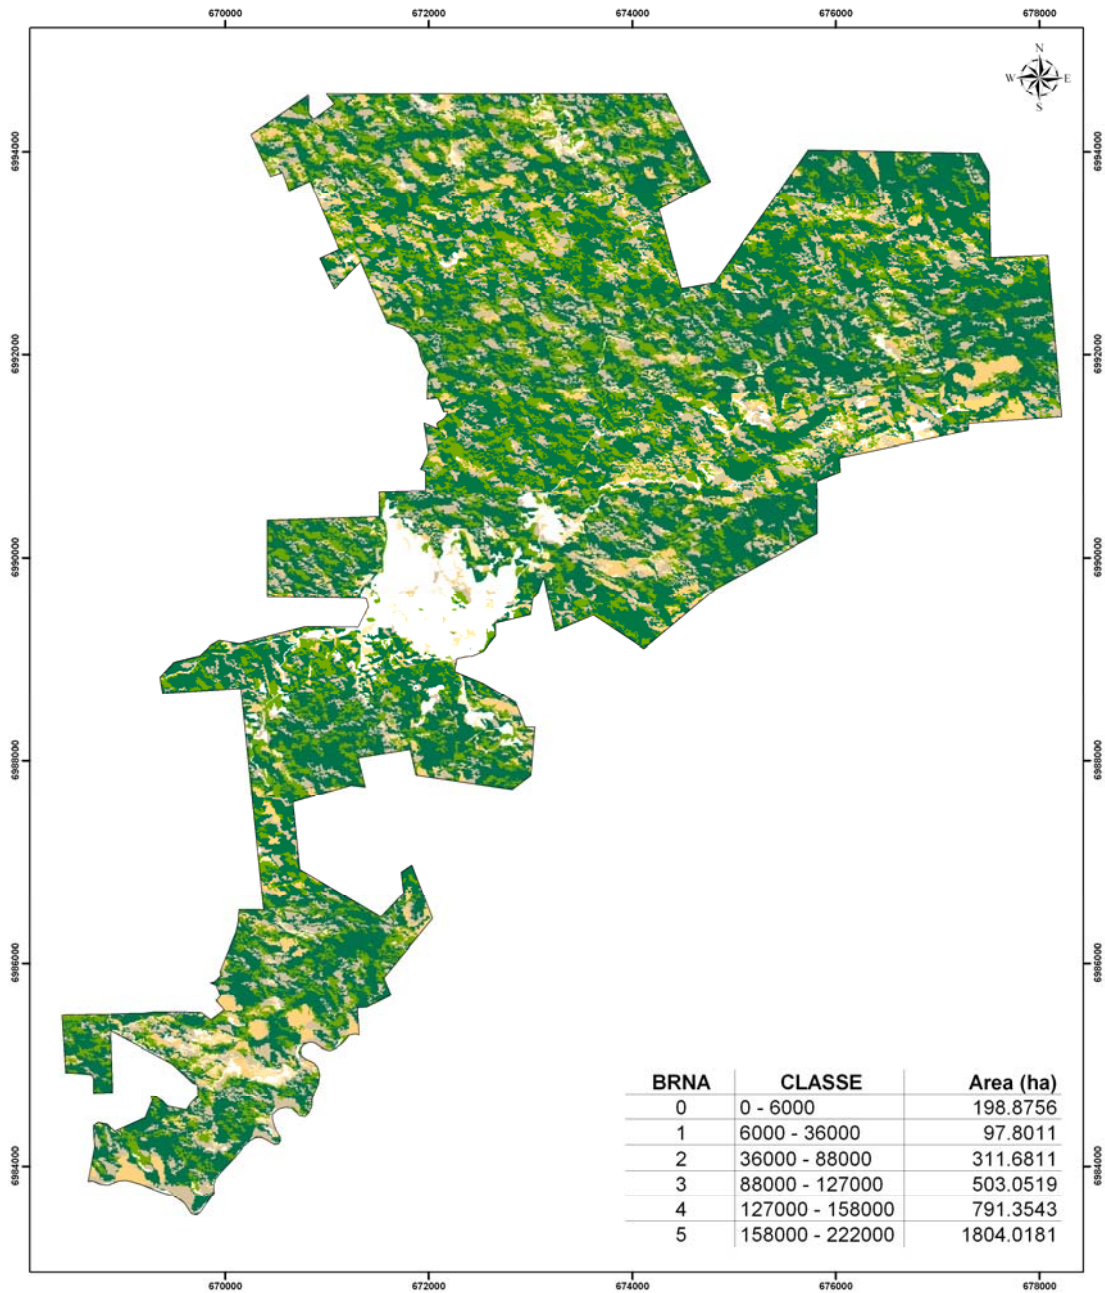 670000 672000 674000 676000 678000
N
W E
S
6994000 6994000
6992000 6992000
6990000 6990000
6988000 6988000
6986000 6986000
6984000 6984000
BRNA CLASSE Area (ha)
0 0 - 6000 198.8756
1 6000 - 36000 97.8011
2 36000 - 88000 311.6811
3 88000 - 127000 503.0519
4 127000 - 158000 791.3543
5 158000 - 222000 1804.0181
670000 672000 674000 676000 678000